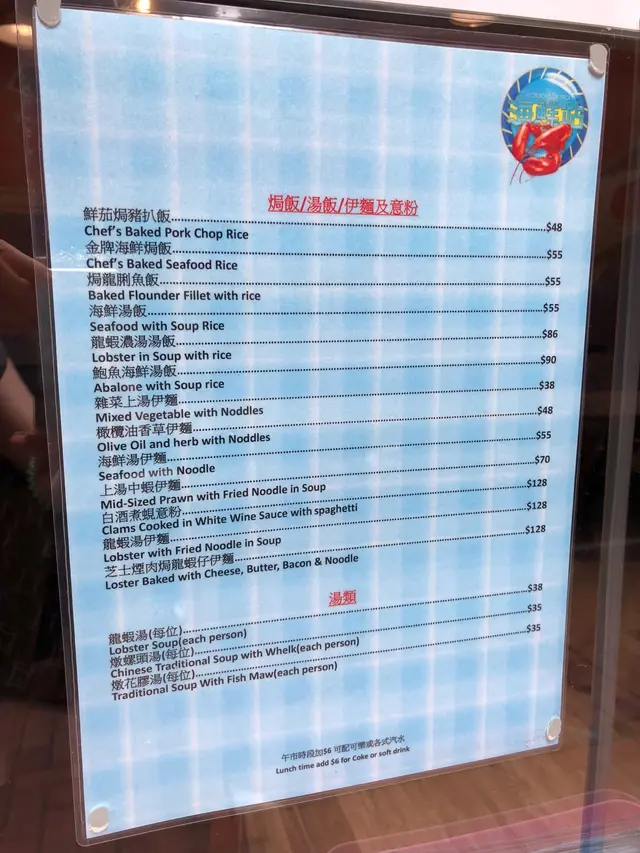 焗飯/湯飯/伊麵及意粉
鮮茄焗豬扒飯...$48
Chef's Baked Pork Chop Rice
金牌海鮮焗飯...$55
Chef's Baked Seafood Rice
焗龍脷魚飯...$55
Baked Flounder Fillet with rice
海鮮湯飯...$55
Seafood with Soup Rice
龍蝦濃湯湯飯...$86
Lobster in Soup with rice
鮑魚海鮮湯飯...$90
Abalone with Soup rice
雜菜上湯伊麵...$38
Mixed Vegetable with Noddles
橄欖油香草伊麵...$48
Olive Oil and herb with Noddles
海鮮湯伊麵...$55
Seafood with Noodle
上湯中蝦伊麵...$70
Mid-Sized Prawn with Fried Noodle in Soup
白酒煮蜆意粉...$128
Clams Cooked in White Wine Sauce with spaghetti
龍蝦湯伊麵...$128
Lobster with Fried Noodle in Soup
芝士煙肉焗龍蝦仔伊麵...$128
Loster Baked with Cheese, Butter, Bacon & Noodle
湯類
龍蝦湯(每位)...$38
Lobster Soup(each person)
燉螺頭湯(每位)...$35
Chinese Traditional Soup with Whelk(each person)
燉花膠湯(每位)...$35
Traditional Soup With Fish Maw(each person)
午市時段加$6 可配可樂或各式汽水
Lunch time add $6 for Coke or soft drink